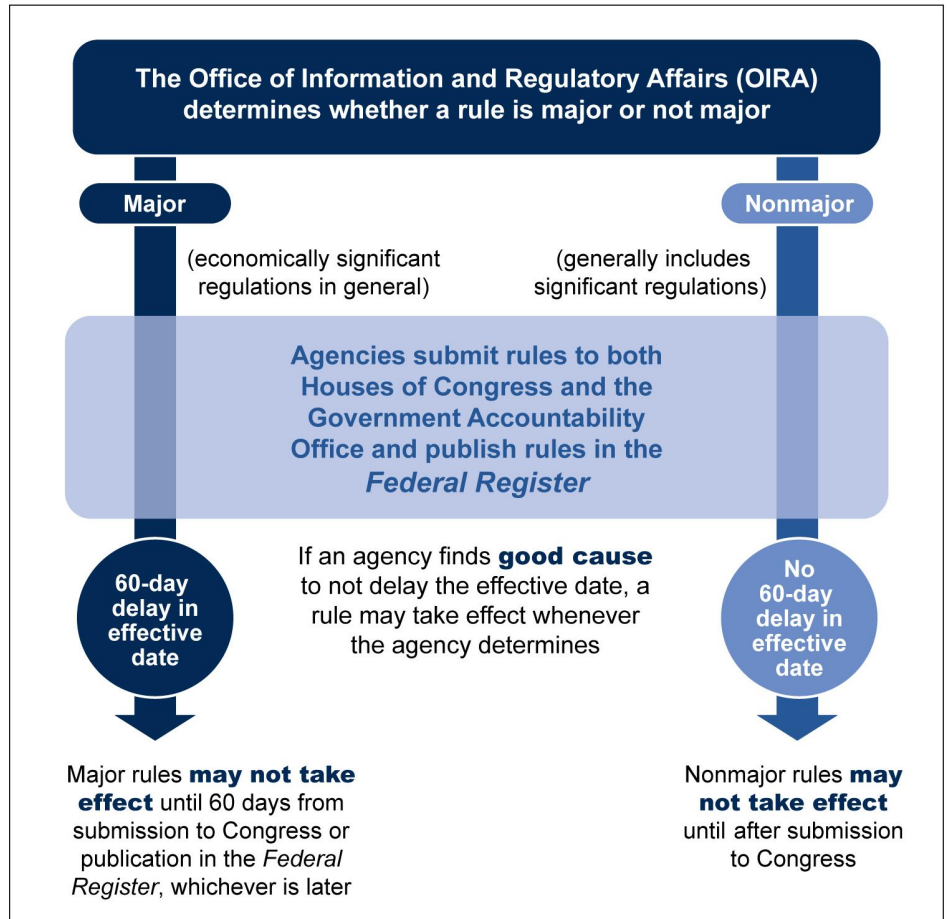 The Office of Information and Regulatory Affairs (OIRA)
determines whether a rule is major or not major
Major
Nonmajor
(economically significant
regulations in general)
(generally includes
significant regulations)
Agencies submit rules to both
Houses of Congress and the
Government Accountability
Office and publish rules in the
Federal Register
60-day
delay in
effective
date
If an agency finds good cause
to not delay the effective date, a
rule may take effect whenever
the agency determines
No
60-day
delay in
effective
date
Major rules may not take
effect until 60 days from
submission to Congress or
publication in the Federal
Register, whichever is later
Nonmajor rules may
not take effect
until after submission
to Congress